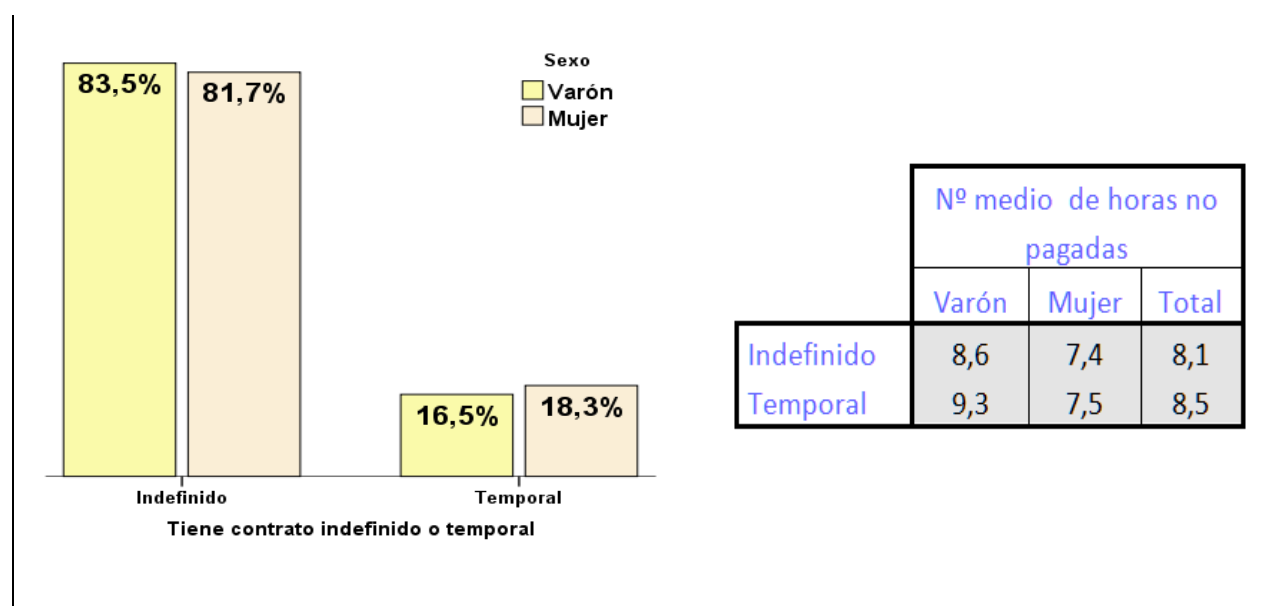 Sexo
Varón
Mujer
83,5%
81,7%
16,5%
18,3%
Indefinido
Temporal
Tiene contrato indefinido o temporal
Nº medio de horas no
pagadas
Varón Mujer Total
Indefinido 8,6 7,4 8,1
Temporal 9,3 7,5 8,5